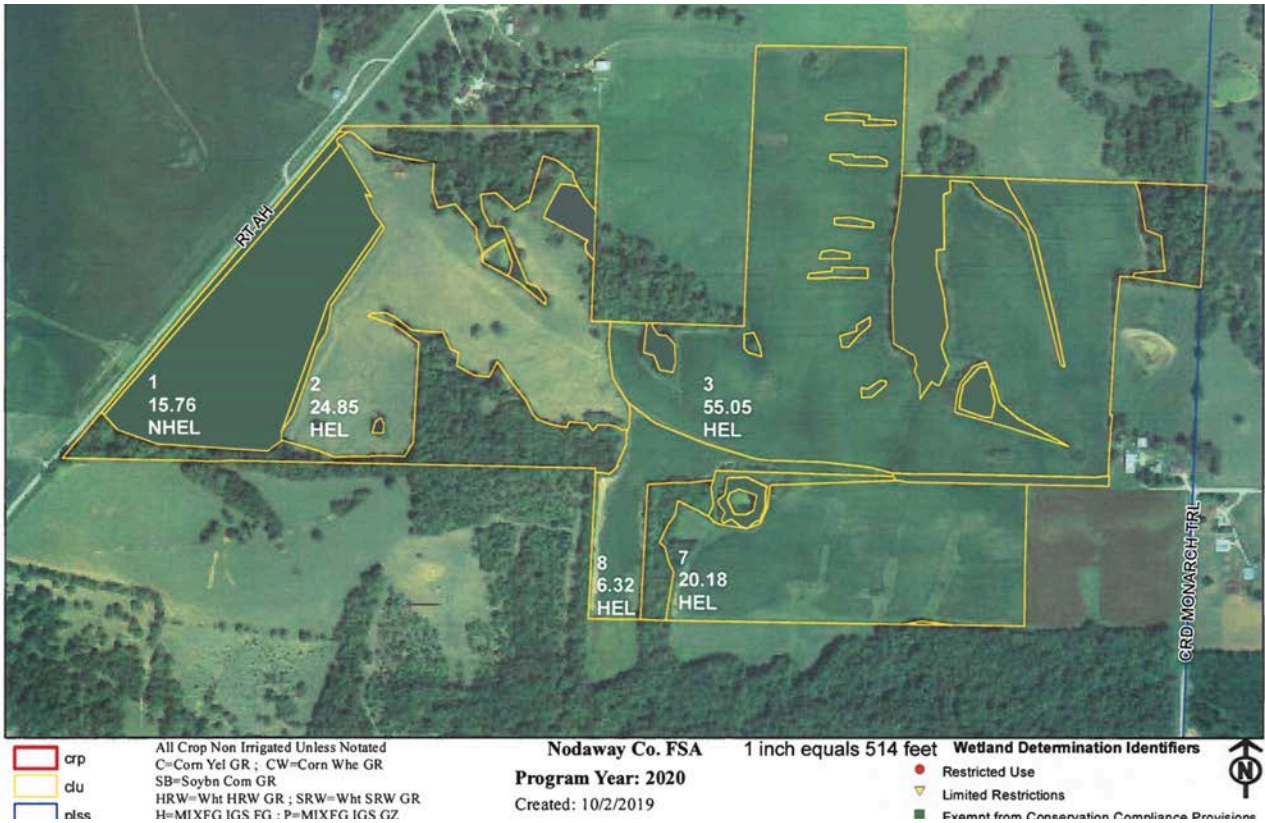 RT AH
1
15.76
NHEL
2
24.85
HEL
3
55.05
HEL
8
6.32
HEL
7
20.18
HEL
CRD MONARCH TRL
crp
clu
plss
All Crop Non Irrigated Unless Notated
C=Corn Yel GR ; CW=Corn Whe GR
SB=Soybn Com GR
HRW=Wht HRW GR ; SRW=Wht SRW GR
H=MIXFG IGS FG ; P=MIXFG IGS GZ
Nodaway Co. FSA
Program Year: 2020
Created: 10/2/2019
1 inch equals 514 feet
Wetland Determination Identifiers
Restricted Use
Limited Restrictions
Exempt from Conservation Compliance Provisions
N